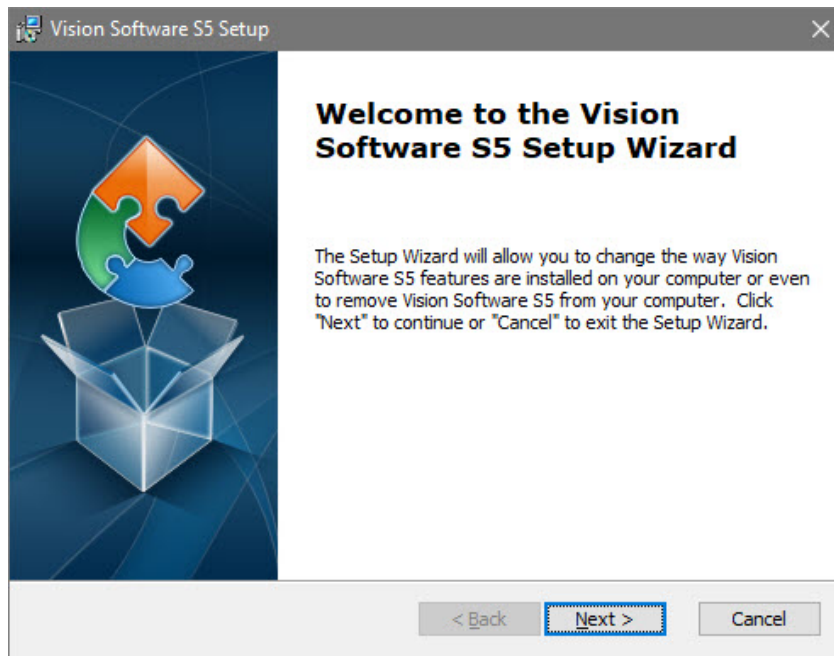 Vision Software S5 Setup
Welcome to the Vision
Software S5 Setup Wizard
The Setup Wizard will allow you to change the way Vision
Software S5 features are installed on your computer or even
to remove Vision Software S5 from your computer.  Click
"Next" to continue or "Cancel" to exit the Setup Wizard.
< Back
Next >
Cancel